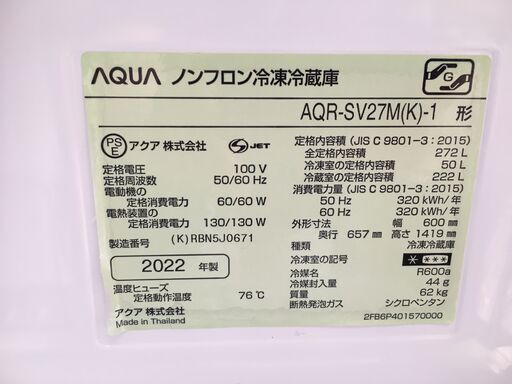 AQUA ノンフロン冷凍冷蔵庫
G
AQR-SV27M(K)-1 形
PS
E
アクア 株式会社
S JET
定格電圧 100 V
定格周波数 50/60 Hz
電動機の
定格消費電力 60/60 W
電熱装置の
定格消費電力 130/130 W
製造番号 (K)RBN5J0671
2022 年製
温度ヒューズ
定格動作温度 76℃
アクア 株式会社
Made in Thailand
定格内容積 (JIS C 9801-3:2015)
全定格内容積 272 L
冷凍室の定格内容積 50 L
冷蔵室の定格内容積 222 L
消費電力量 (JIS C 9801-3:2015)
50 Hz 320 kWh/年
60 Hz 320 kWh/年
外形寸法 幅 600 mm
奥行 657 mm 高さ 1419 mm
種類 冷凍冷蔵庫
冷凍室の記号
冷媒名 R600a
冷媒封入量 44 g
質量 62 kg
断熱発泡ガス シクロペンタン
2FB6P401570000